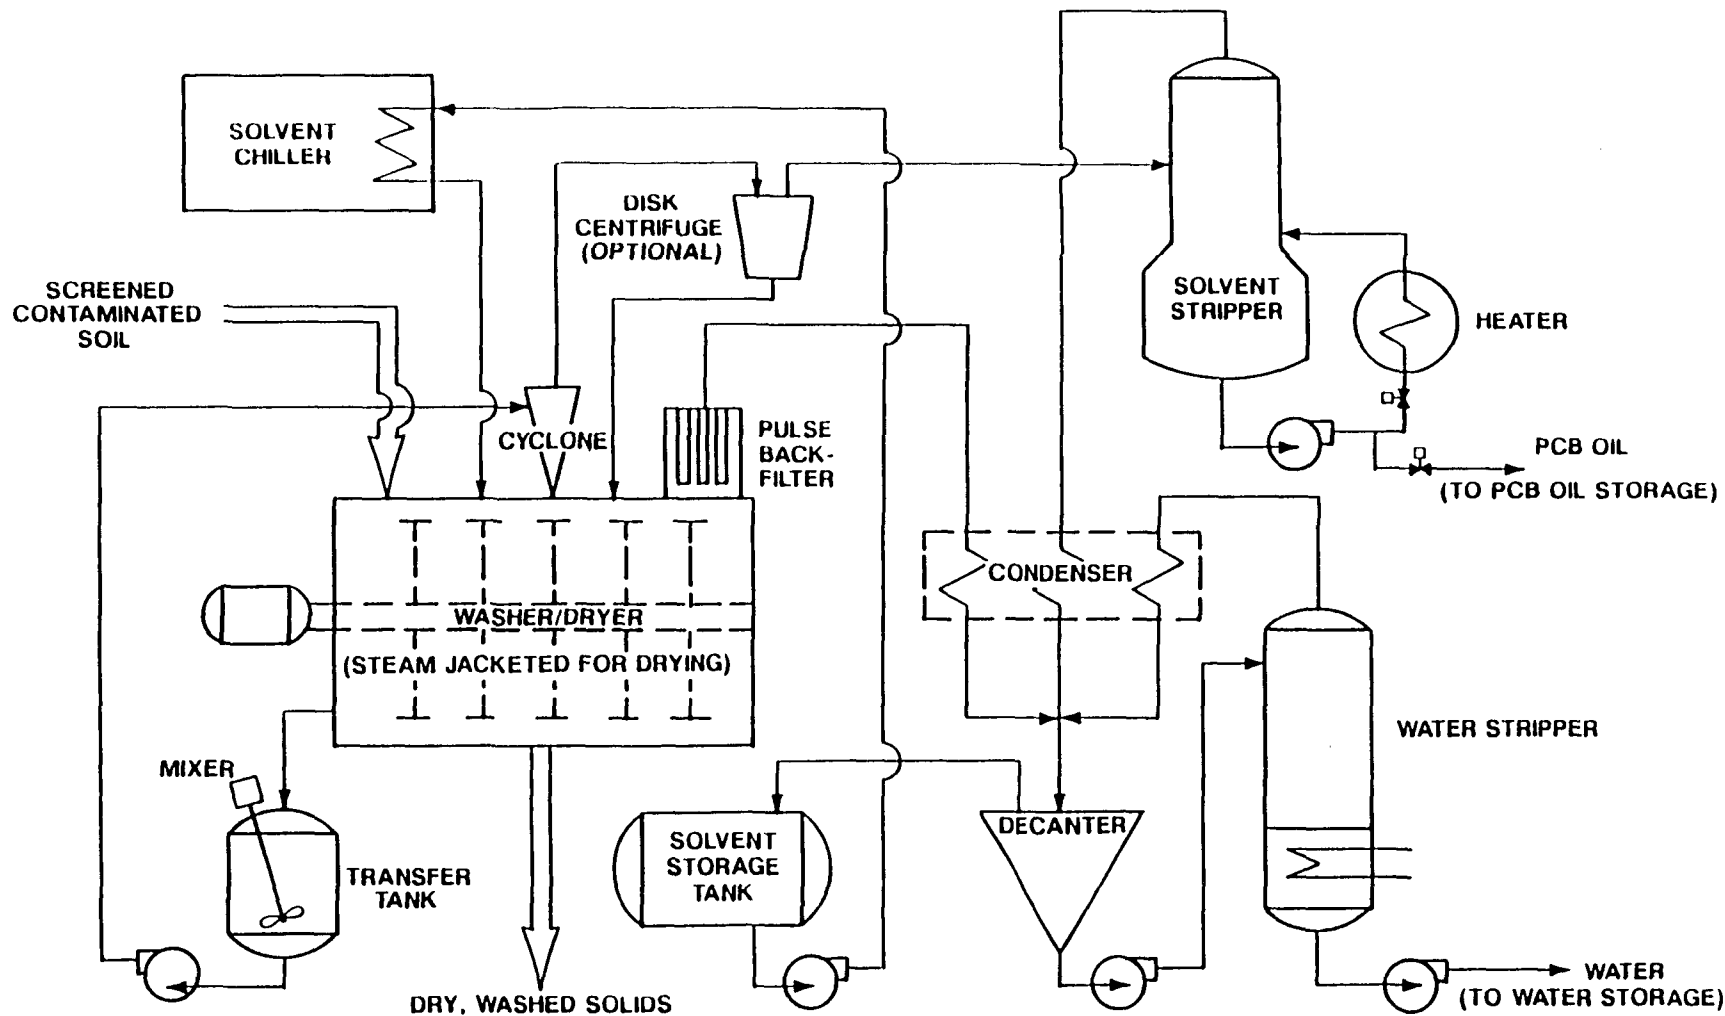 SOLVENT
CHILLER
DISK
CENTRIFUGE
(OPTIONAL)
SCREENED
CONTAMINATED
SOIL
SOLVENT
STRIPPER
HEATER
CYCLONE
PULSE
BACK-
FILTER
PCB OIL
(TO PCB OIL STORAGE)
CONDENSER
WASHER/DRYER
(STEAM JACKETED FOR DRYING)
WATER STRIPPER
MIXER
TRANSFER
TANK
SOLVENT
STORAGE
TANK
DECANTER
DRY, WASHED SOLIDS
WATER
(TO WATER STORAGE)